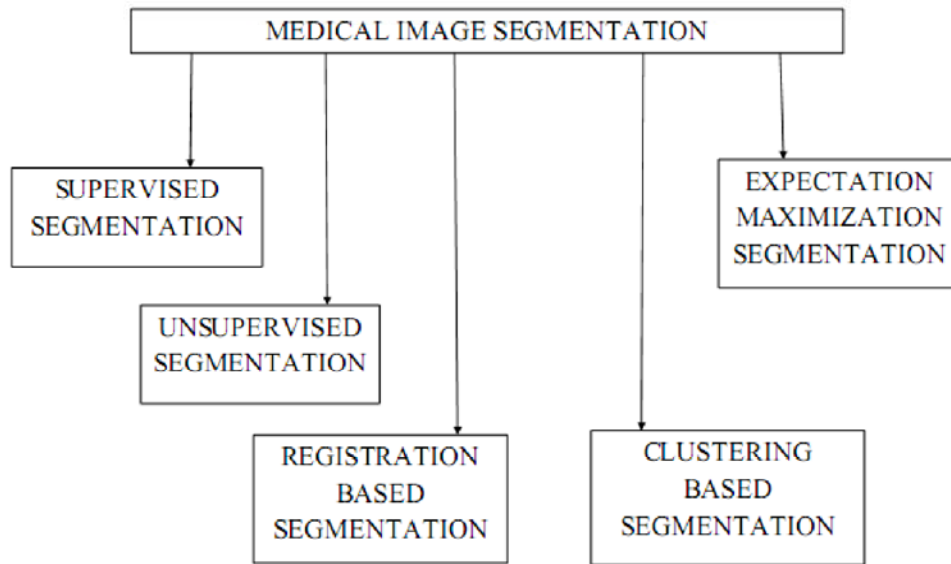 MEDICAL IMAGE SEGMENTATION
SUPERVISED
SEGMENTATION
EXPECTATION
MAXIMIZATION
SEGMENTATION
UNSUPERVISED
SEGMENTATION
REGISTRATION
BASED
SEGMENTATION
CLUSTERING
BASED
SEGMENTATION